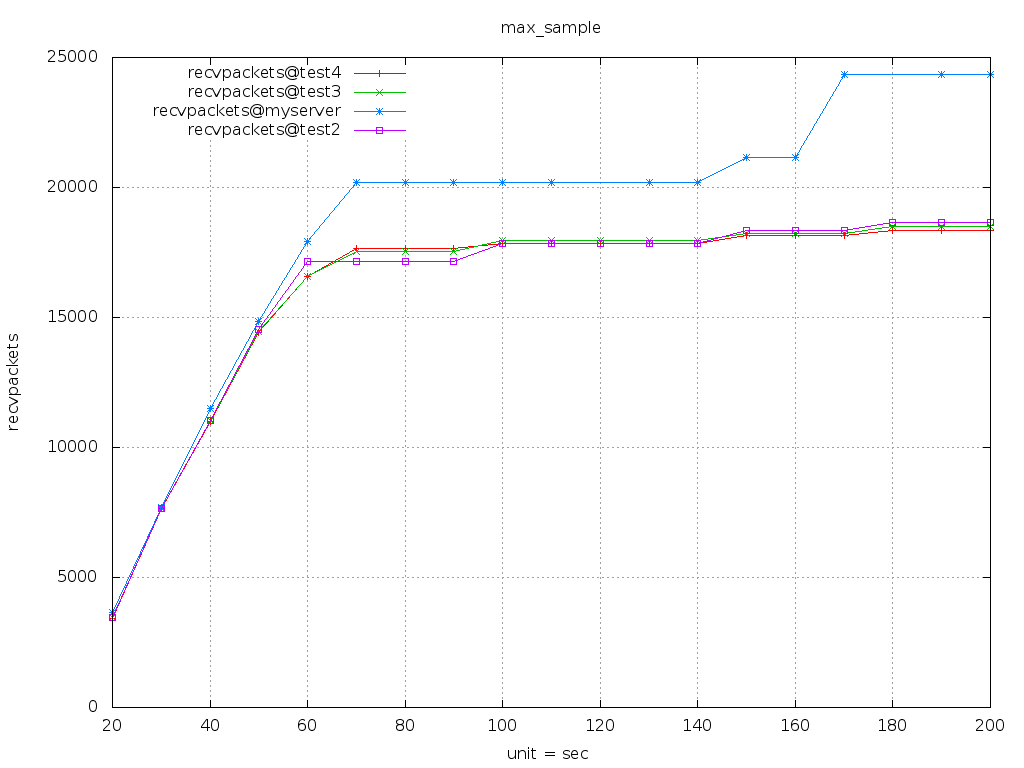 max_sample
25000
recvpackets@test4
recvpackets@test3
recvpackets@myserver
recvpackets@test2
20000
15000
recvpackets
10000
5000
0
20 40 60 80 100 120 140 160 180 200
unit = sec